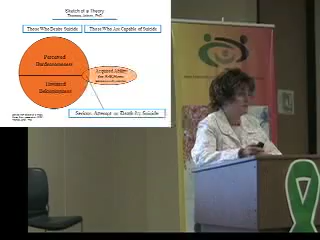 Sketch of a Theory
Thomas Joiner, PhD
Those Who Desire Suicide
Those Who Are Capable of Suicide
Perceived
Burdensomeness
Acquired Ability
Thwarted
Belongingness
Serious Attempt or Death by Suicide